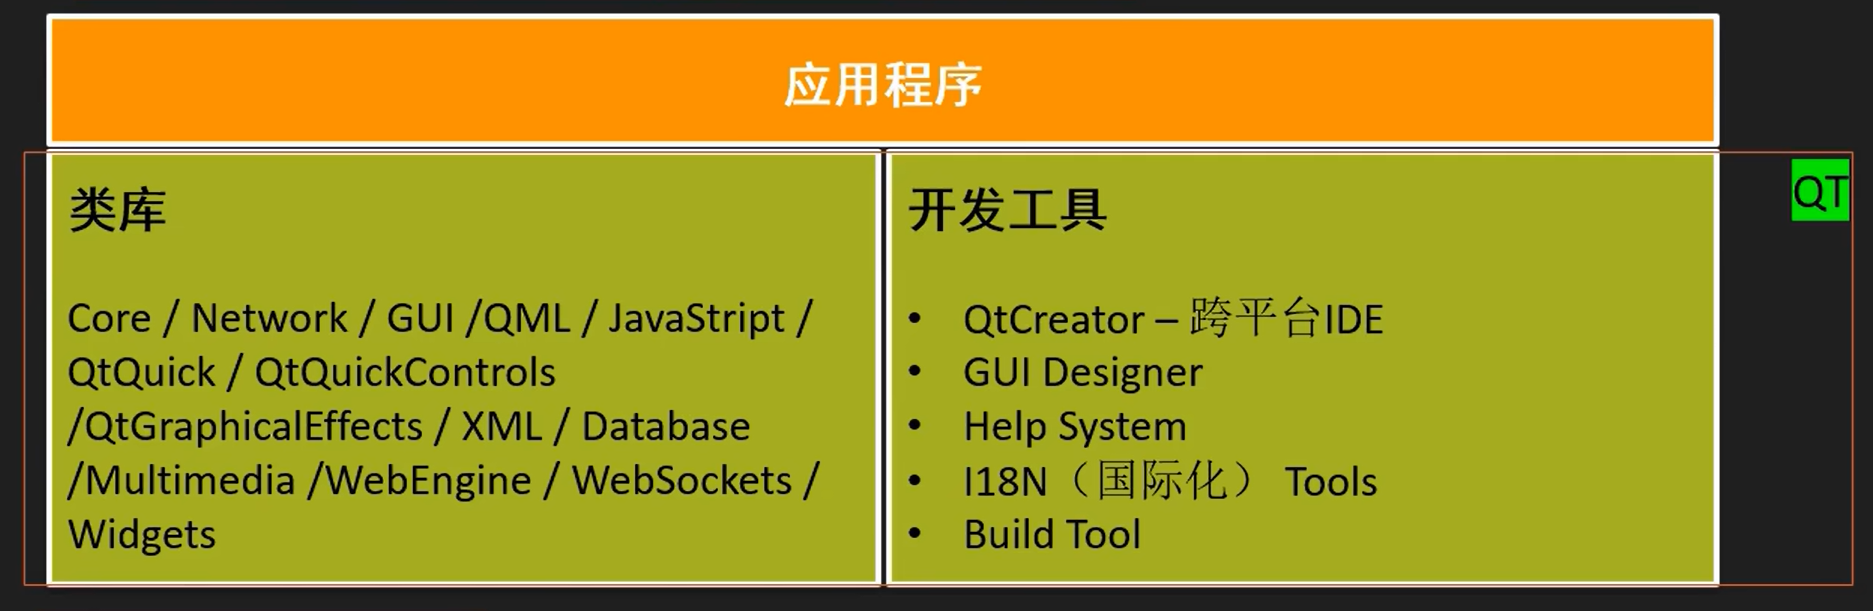 应用程序
类库
Core / Network / GUI /QML / JavaStript /
QtQuick / QtQuickControls
/QtGraphicalEffects / XML / Database
/Multimedia /WebEngine / WebSockets /
Widgets
开发工具
• QtCreator – 跨平台IDE
• GUI Designer
• Help System
• I18N（国际化） Tools
• Build Tool
QT